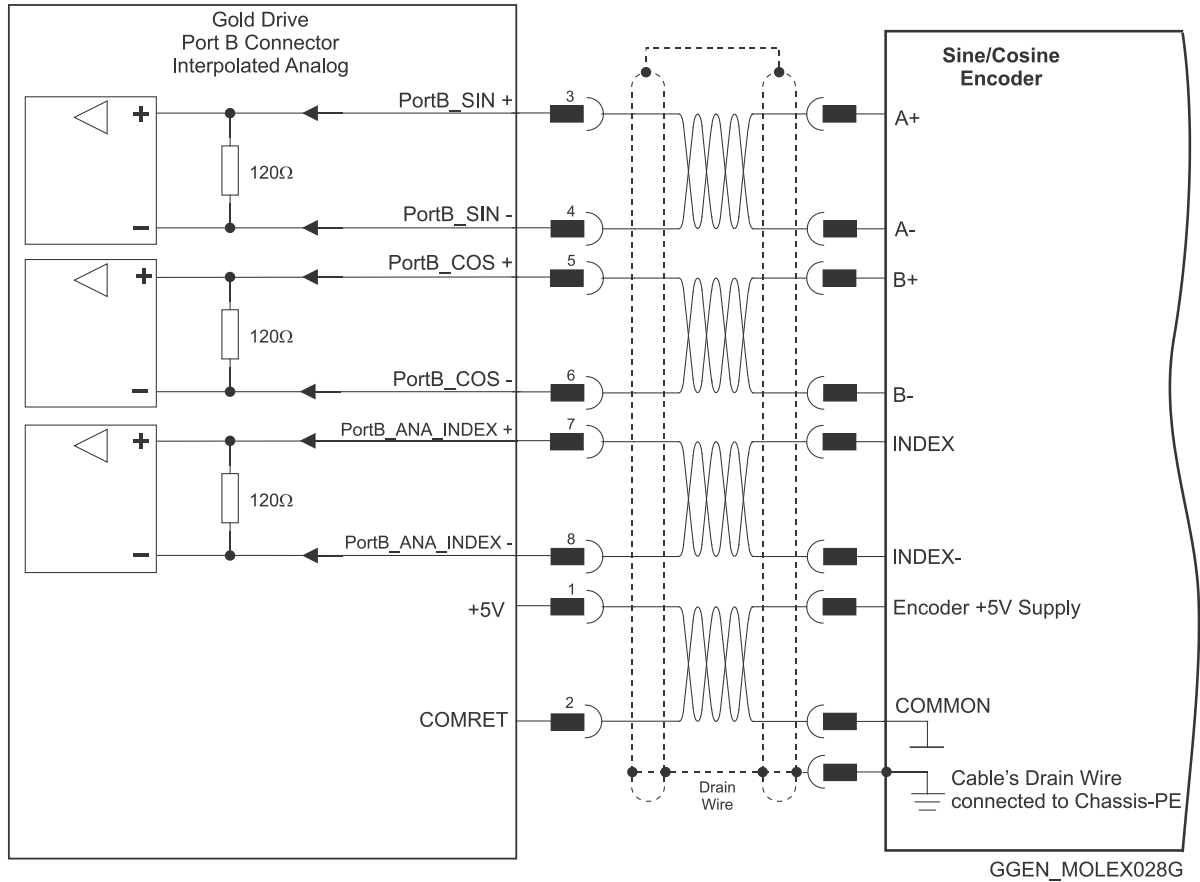 Gold Drive
Port B Connector
Interpolated Analog
Sine/Cosine
Encoder
+
PortB_SIN +
3
A+
120Ω
-
PortB_SIN -
4
A-
+
PortB_COS +
5
B+
120Ω
-
PortB_COS -
6
B-
+
PortB_ANA_INDEX +
7
INDEX
120Ω
-
PortB_ANA_INDEX -
8
INDEX-
+5V
1
Encoder +5V Supply
COMRET
2
COMMON
Drain
Wire
Cable's Drain Wire
connected to Chassis-PE
GGEN_MOLEX028G